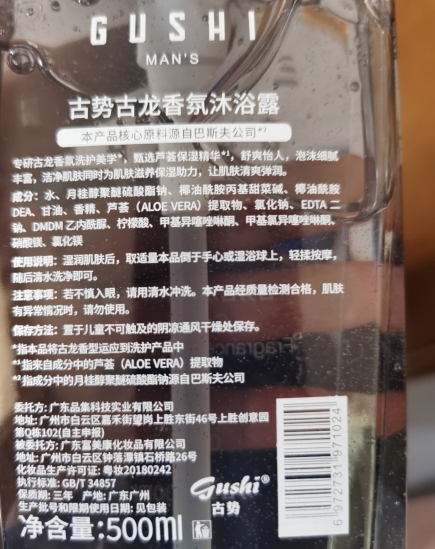 GUSHI
MAN'S
古势古龙香氛沐浴露
本产品核心原料源自巴斯夫公司*²
专研古龙香氛洗护美学*，甄选芦荟保湿精华*¹，舒爽怡人，泡沫细腻
丰富，洁净肌肤同时为肌肤滋养保湿助力，让肌肤清爽弹润。
成分：水、月桂醇聚醚硫酸酯钠、椰油酰胺丙基甜菜碱、椰油酰胺
DEA、甘油、香精、芦荟（ALOE VERA）提取物、氯化钠、EDTA 二
钠、DMDM 乙内酰脲、柠檬酸、甲基异噻唑啉酮、甲基氯异噻唑啉酮、
硝酸镁、氯化镁
使用说明：湿润肌肤后，取适量本品倒于手心或湿浴球上，轻揉按摩，
随后清水洗净即可。
注意事项：若不慎入眼，请用清水冲洗。本产品经质量检测合格，肌肤
有异常情况时，请勿使用。
保存方法：置于儿童不可触及的阴凉通风干燥处保存。
*指本品将古龙香型运应到洗护产品中
*¹指来自成分中的芦荟（ALOE VERA）提取物
*²指成分中的月桂醇聚醚硫酸酯钠源自巴斯夫公司
委托方：广东品集科技实业有限公司
地址：广州市白云区嘉禾街望岗上胜东街46号上胜创意园
第Q栋102(自主申报)
被委托方：广东富美康化妆品有限公司
地址：广州市白云区钟落潭镇石桥路26号
化妆品生产许可证：粤妆20180242
执行标准：GB/T 34857
保质期：三年 产地：广东广州
生产批号和限期使用日期：见包装
净含量:500ml
Gushi®
古势
6 972731 971024